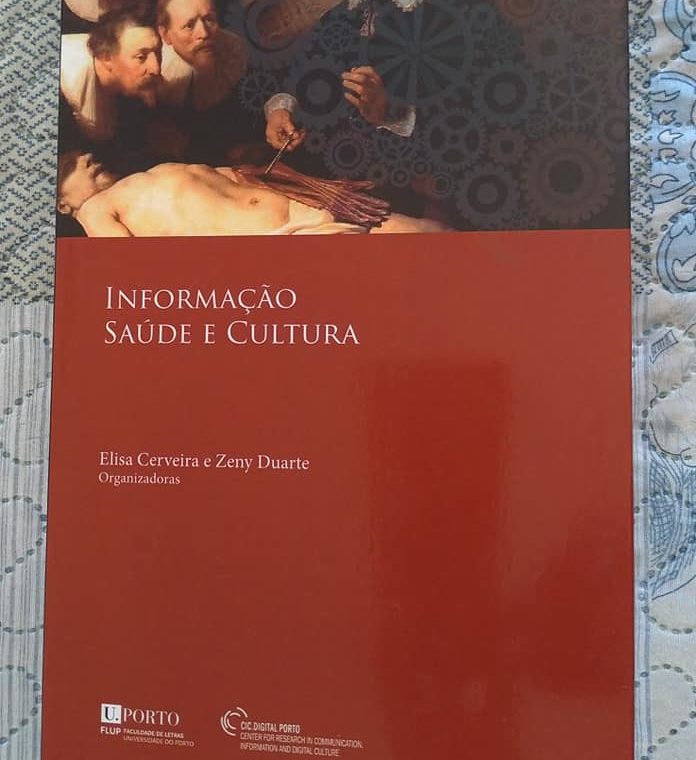 INFORMAÇÃO
SAÚDE E CULTURA
Elisa Cerveira e Zeny Duarte
Organizadoras
U. PORTO
FLUP FACULDADE DE LETRAS
UNIVERSIDADE DO PORTO
CIC.DIGITAL PORTO
CENTER FOR RESEARCH IN COMMUNICATION,
INFORMATION AND DIGITAL CULTURE